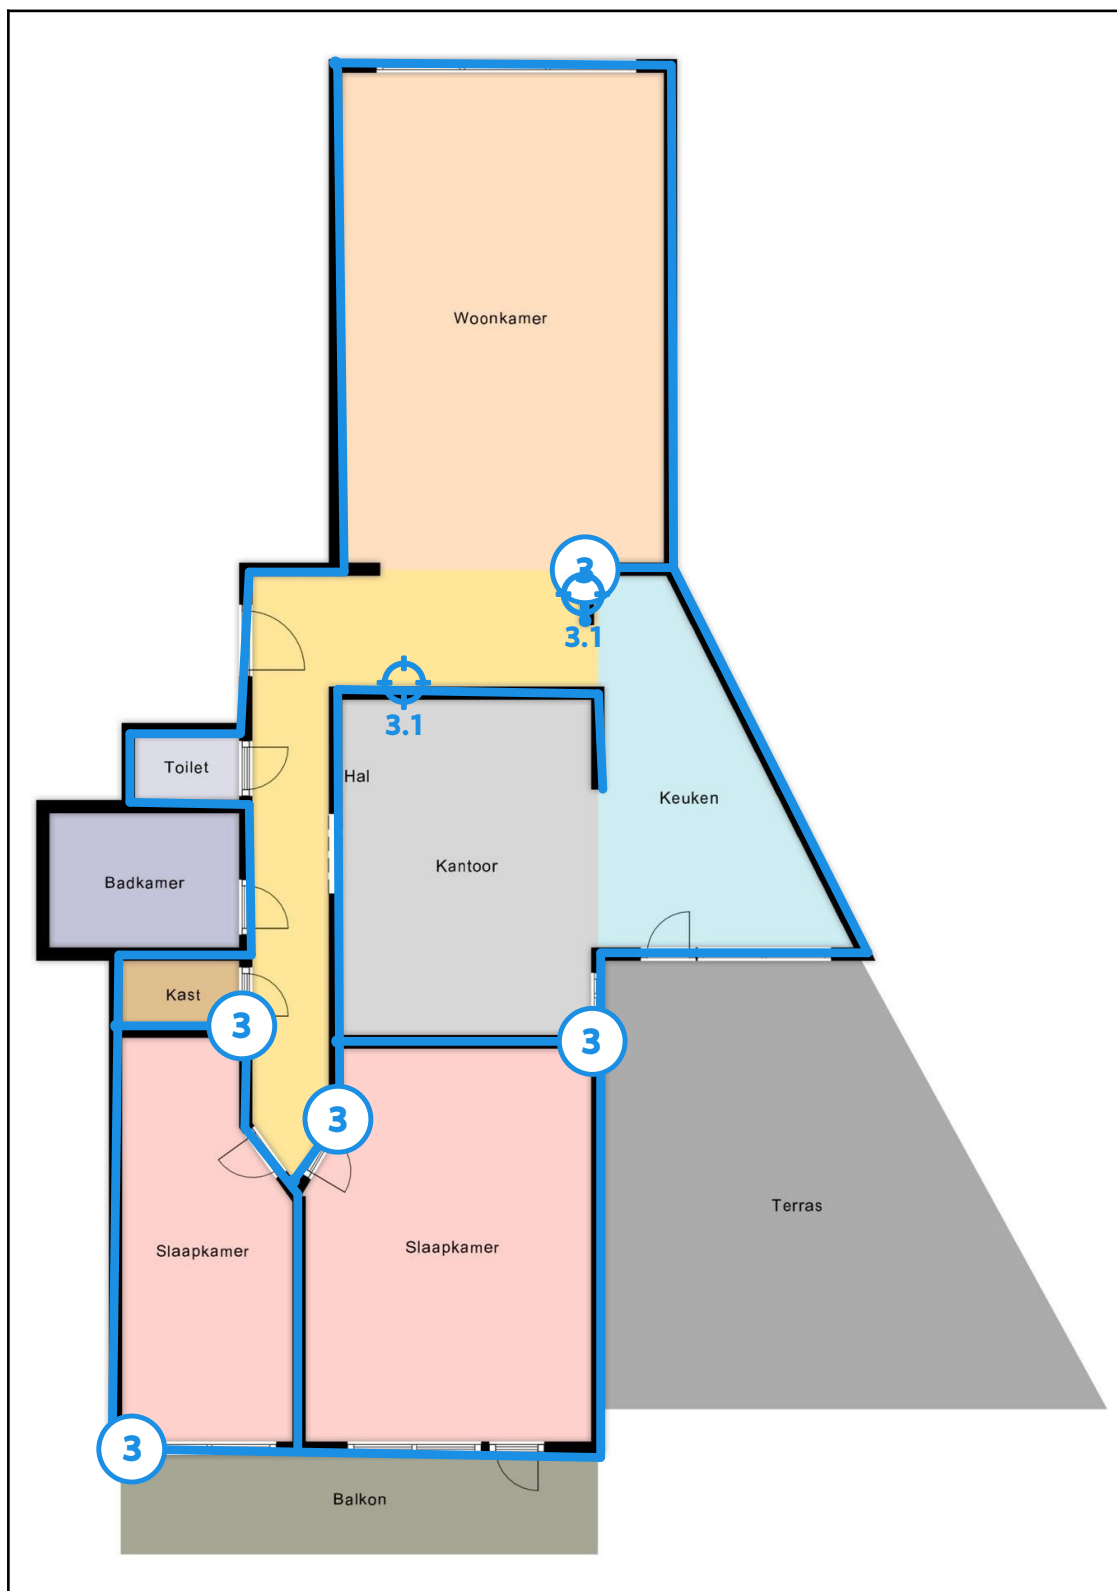 Woonkamer
3
3.1
3.1
Toilet
Hal
Keuken
Kantoor
Badkamer
Kast
3
3
3
Terras
Slaapkamer
Slaapkamer
3
Balkon